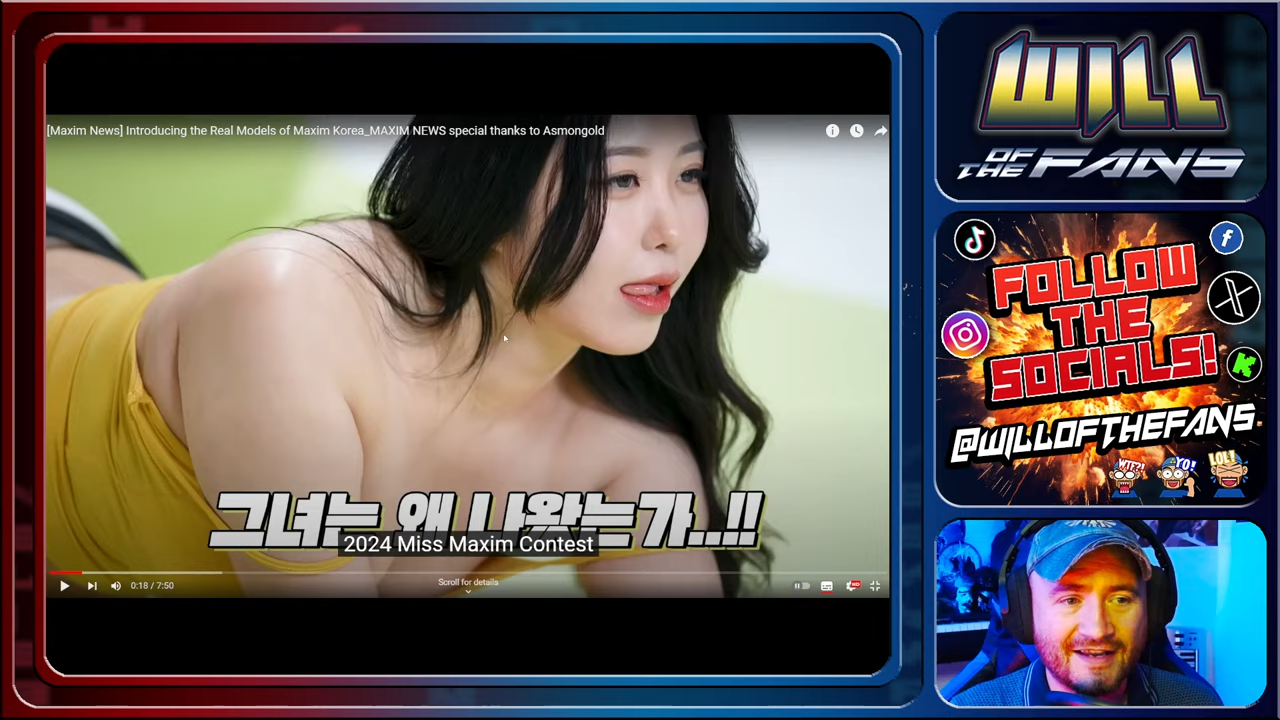 [Maxim News] Introducing the Real Models of Maxim Korea_MAXIM NEWS special thanks to Asmongold
그녀는 왜 나왔는가..!!
2024 Miss Maxim Contest
0:18 / 7:50
Scroll for details
HD
WILL
OF THE FANS
FOLLOW
THE
SOCIALS!
@WILLOFTHEFANS
WTF?!
YO!
LOL!